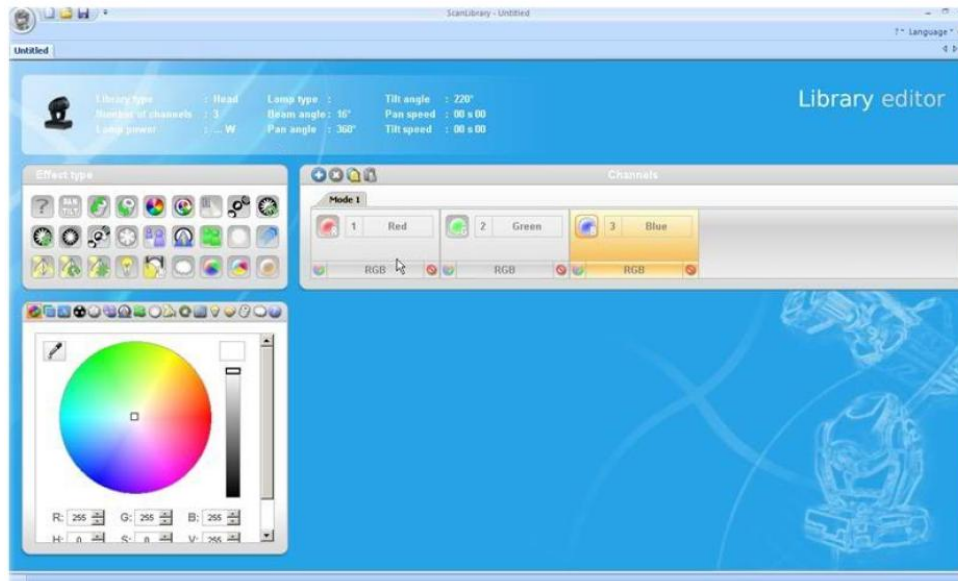 ScanLibrary - Untitled
? Language
Untitled
Library type : Head
Number of channels : 3
Lamp power : ... W
Lamp type :
Beam angle : 16°
Pan angle : 360°
Tilt angle : 220°
Pan speed : 00 s 00
Tilt speed : 00 s 00
Library editor
Effect type
PAN TILT
Channels
Mode 1
1 Red
2 Green
3 Blue
RGB
RGB
RGB
R: 255 G: 255 B: 255
H: 0 S: 0 V: 255